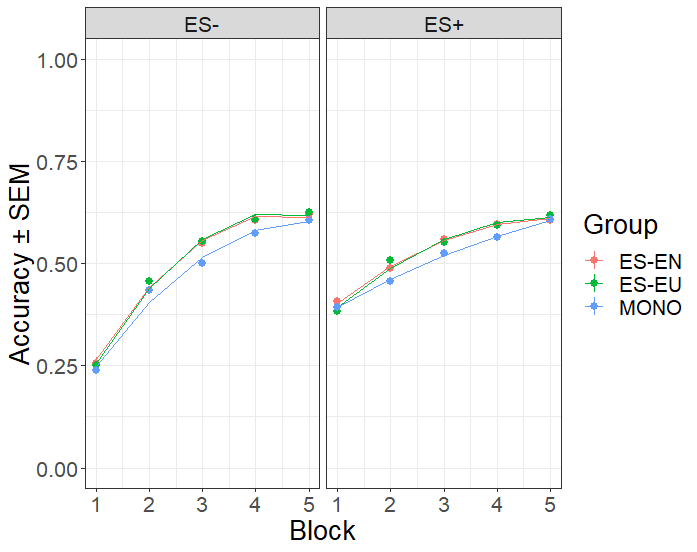 ES-
ES+
Accuracy ± SEM
1.00
0.75
0.50
0.25
0.00
1 2 3 4 5
1 2 3 4 5
Block
Group
ES-EN
ES-EU
MONO